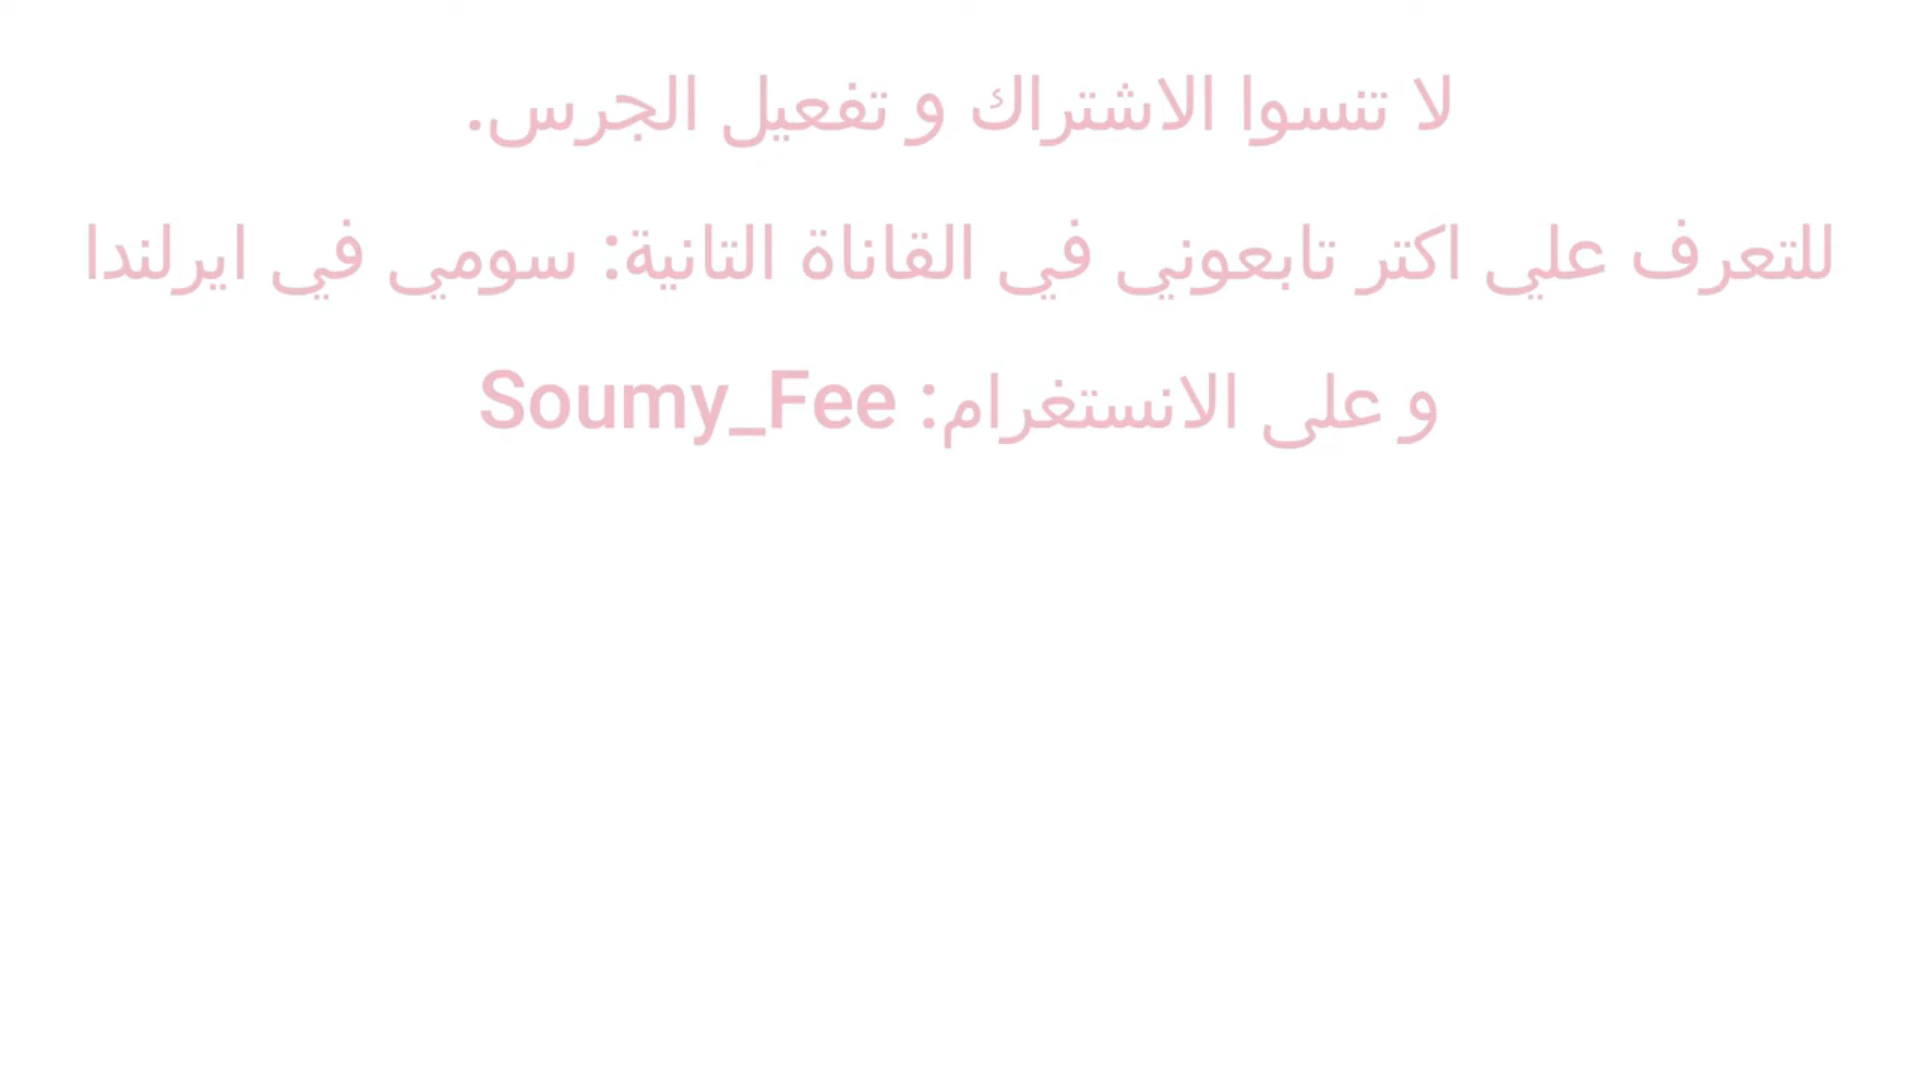 لا تنسوا الاشتراك و تفعيل الجرس.
للتعرف علي اكتر تابعوني في القاناة التانية: سومي في ايرلندا
و على الانستغرام: Soumy_Fee